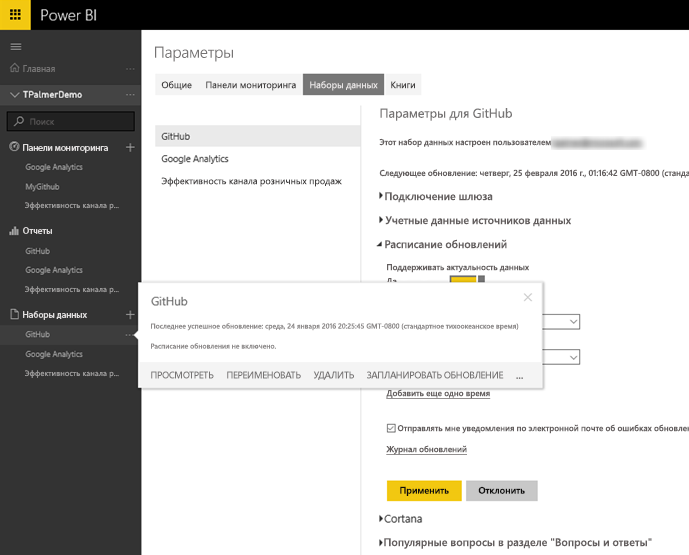 Power BI
Главная
TPalmerDemo
Поиск
Панели мониторинга
Google Analytics
MyGithub
Эффективность канала р...
Отчеты
GitHub
Google Analytics
Эффективность канала р...
Наборы данных
GitHub
Google Analytics
Эффективность канала р...
Параметры
Общие Панели мониторинга Наборы данных Книги
GitHub
Google Analytics
Эффективность канала розничных продаж
Параметры для GitHub
Этот набор данных настроен пользователем
Следующее обновление: четверг, 25 февраля 2016 г., 01:16:42 GMT-0800 (станда
Подключение шлюза
Учетные данные источников данных
Расписание обновлений
Поддерживать актуальность данных
GitHub
Последнее успешное обновление: среда, 24 января 2016 20:25:45 GMT-0800 (стандартное тихоокеанское время)
Расписание обновления не включено.
ПРОСМОТРЕТЬ ПЕРЕИМЕНОВАТЬ УДАЛИТЬ ЗАПЛАНИРОВАТЬ ОБНОВЛЕНИЕ ...
Добавить еще одно время
Отправлять мне уведомления по электронной почте об ошибках обновлен
Журнал обновлений
Применить Отклонить
Cortana
Популярные вопросы в разделе "Вопросы и ответы"